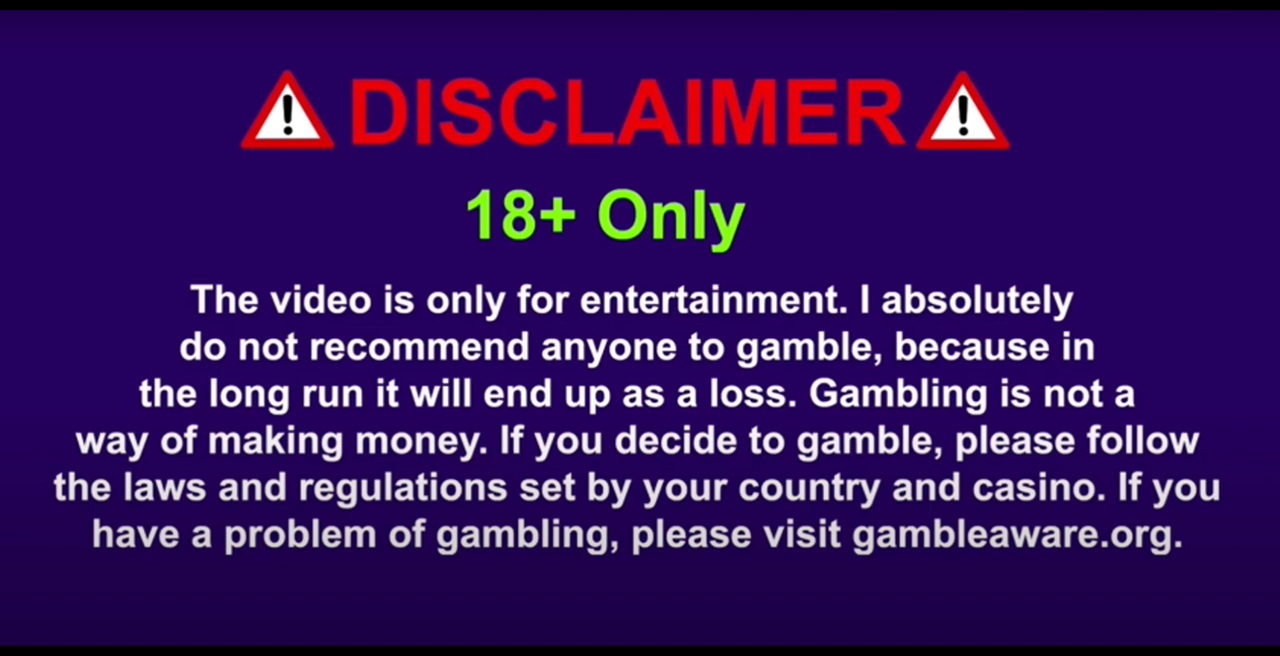 DISCLAIMER
18+ Only
The video is only for entertainment. I absolutely
do not recommend anyone to gamble, because in
the long run it will end up as a loss. Gambling is not a
way of making money. If you decide to gamble, please follow
the laws and regulations set by your country and casino. If you
have a problem of gambling, please visit gambleaware.org.